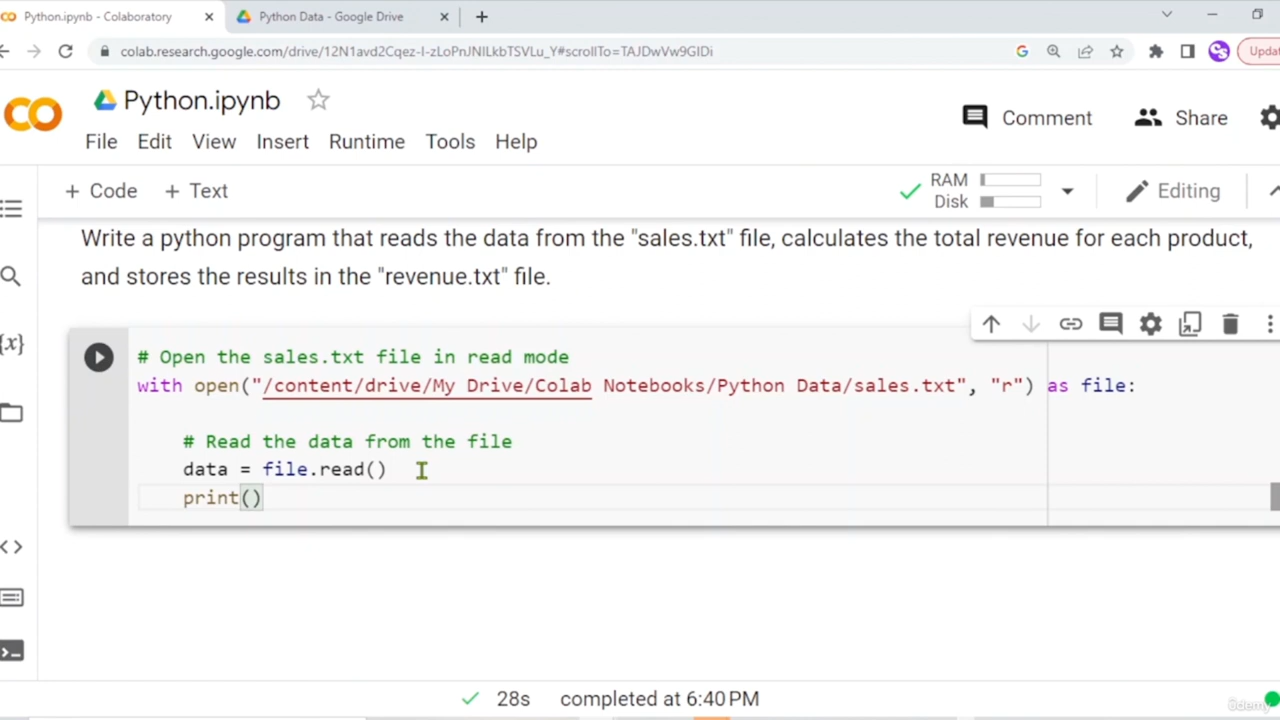 Python.ipynb - Colaboratory
Python Data - Google Drive
colab.research.google.com/drive/12N1avd2Cqez-I-zLoPnJNILkbTSVLu_Y#scrollTo=TAJDwVw9GIDi
Updat
Python.ipynb
Comment
Share
File Edit View Insert Runtime Tools Help
+ Code + Text
RAM
Disk
Editing
Write a python program that reads the data from the "sales.txt" file, calculates the total revenue for each product,
and stores the results in the "revenue.txt" file.
# Open the sales.txt file in read mode
with open("/content/drive/My Drive/Colab Notebooks/Python Data/sales.txt", "r") as file:
# Read the data from the file
data = file.read()
print()
28s completed at 6:40 PM
ûdemy